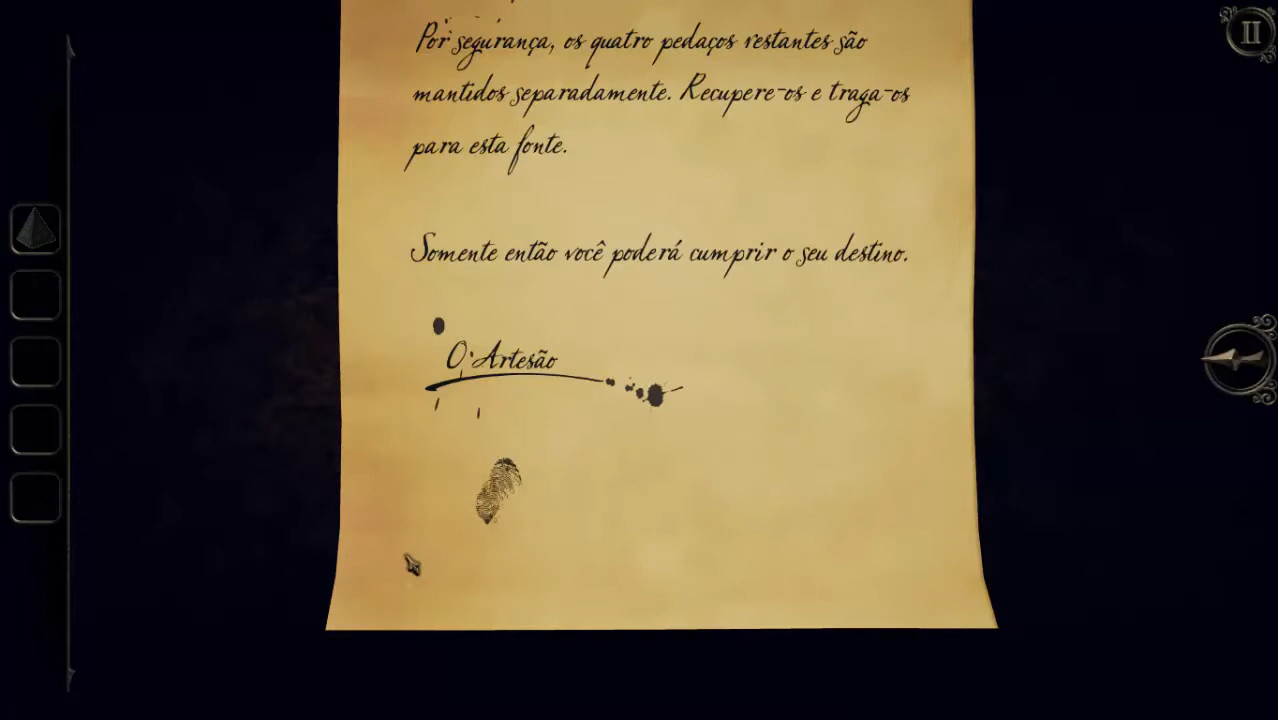 Por segurança, os quatro pedaços restantes são
mantidos separadamente. Recupere-os e traga-os
para esta fonte.
Somente então você poderá cumprir o seu destino.
O Artesão